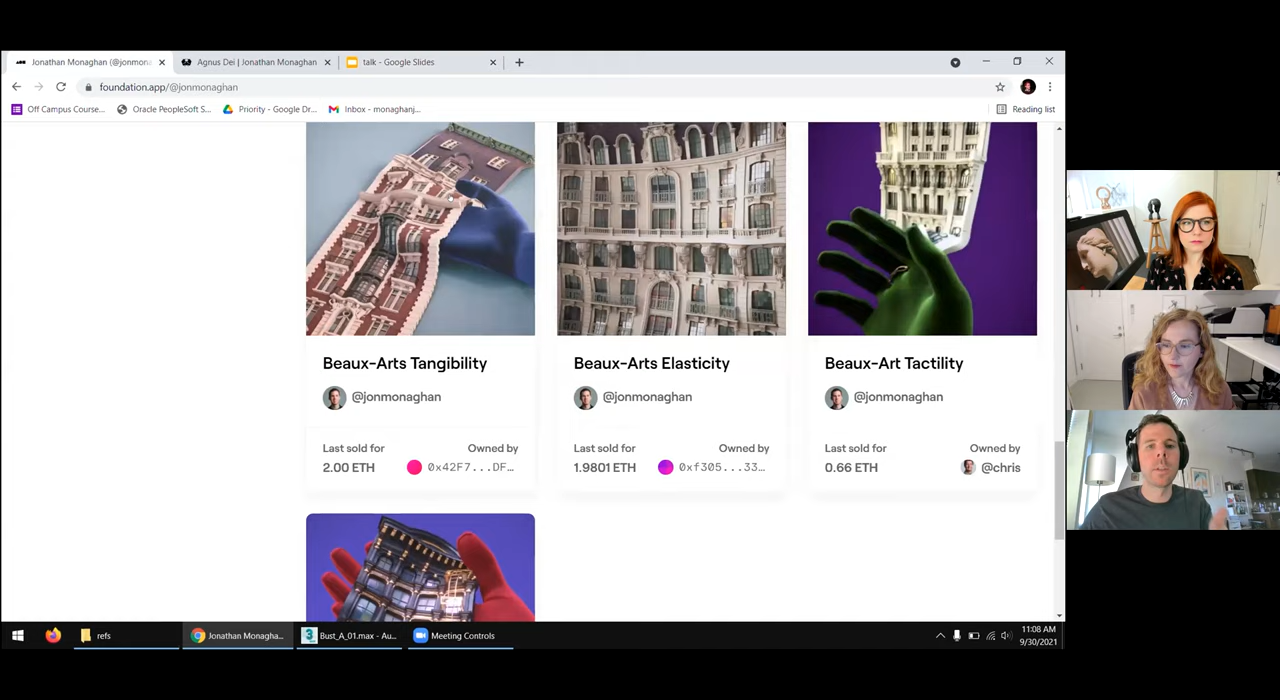 Jonathan Monaghan (@jonmona
Agnus Dei | Jonathan Monaghan
talk - Google Slides
foundation.app/@jonmonaghan
Off Campus Course...
Oracle PeopleSoft S...
Priority - Google Dr...
Inbox - monaghanj...
Reading list
Beaux-Arts Tangibility
Beaux-Arts Elasticity
Beaux-Art Tactility
@jonmonaghan
@jonmonaghan
@jonmonaghan
Last sold for
Owned by
Last sold for
Owned by
Last sold for
Owned by
2.00 ETH
0x42F7...DF...
1.9801 ETH
0xf305...33...
0.66 ETH
@chris
refs
Jonathan Monagha...
Bust_A_01.max - Au...
Meeting Controls
11:08 AM
9/30/2021